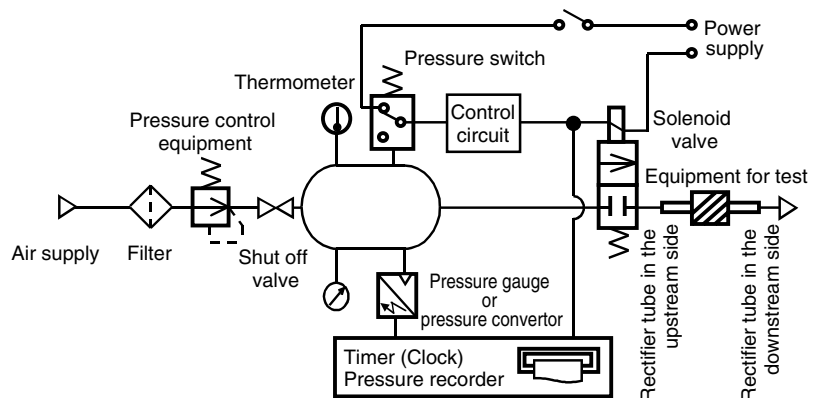 Power
supply
Pressure switch
Thermometer
Control
circuit
Solenoid
valve
Pressure control
equipment
Equipment for test
Air supply
Filter
Shut off
valve
Pressure gauge
or
pressure convertor
Rectifier tube in the
upstream side
Rectifier tube in the
downstream side
Timer (Clock)
Pressure recorder